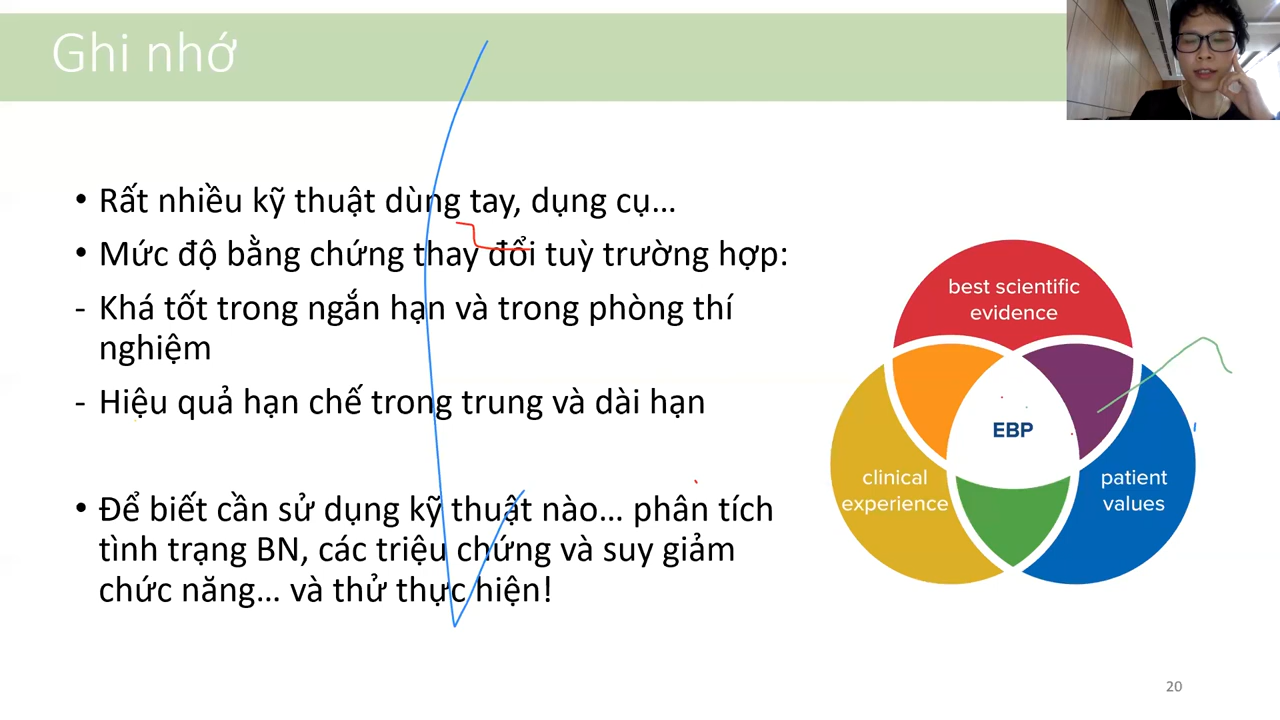 Ghi nhớ
• Rất nhiều kỹ thuật dùng tay, dụng cụ…
• Mức độ bằng chứng thay đổi tuỳ trường hợp:
- Khá tốt trong ngắn hạn và trong phòng thí
nghiệm
- Hiệu quả hạn chế trong trung và dài hạn
• Để biết cần sử dụng kỹ thuật nào… phân tích
tình trạng BN, các triệu chứng và suy giảm
chức năng… và thử thực hiện!
best scientific
evidence
EBP
clinical
experience
patient
values
20